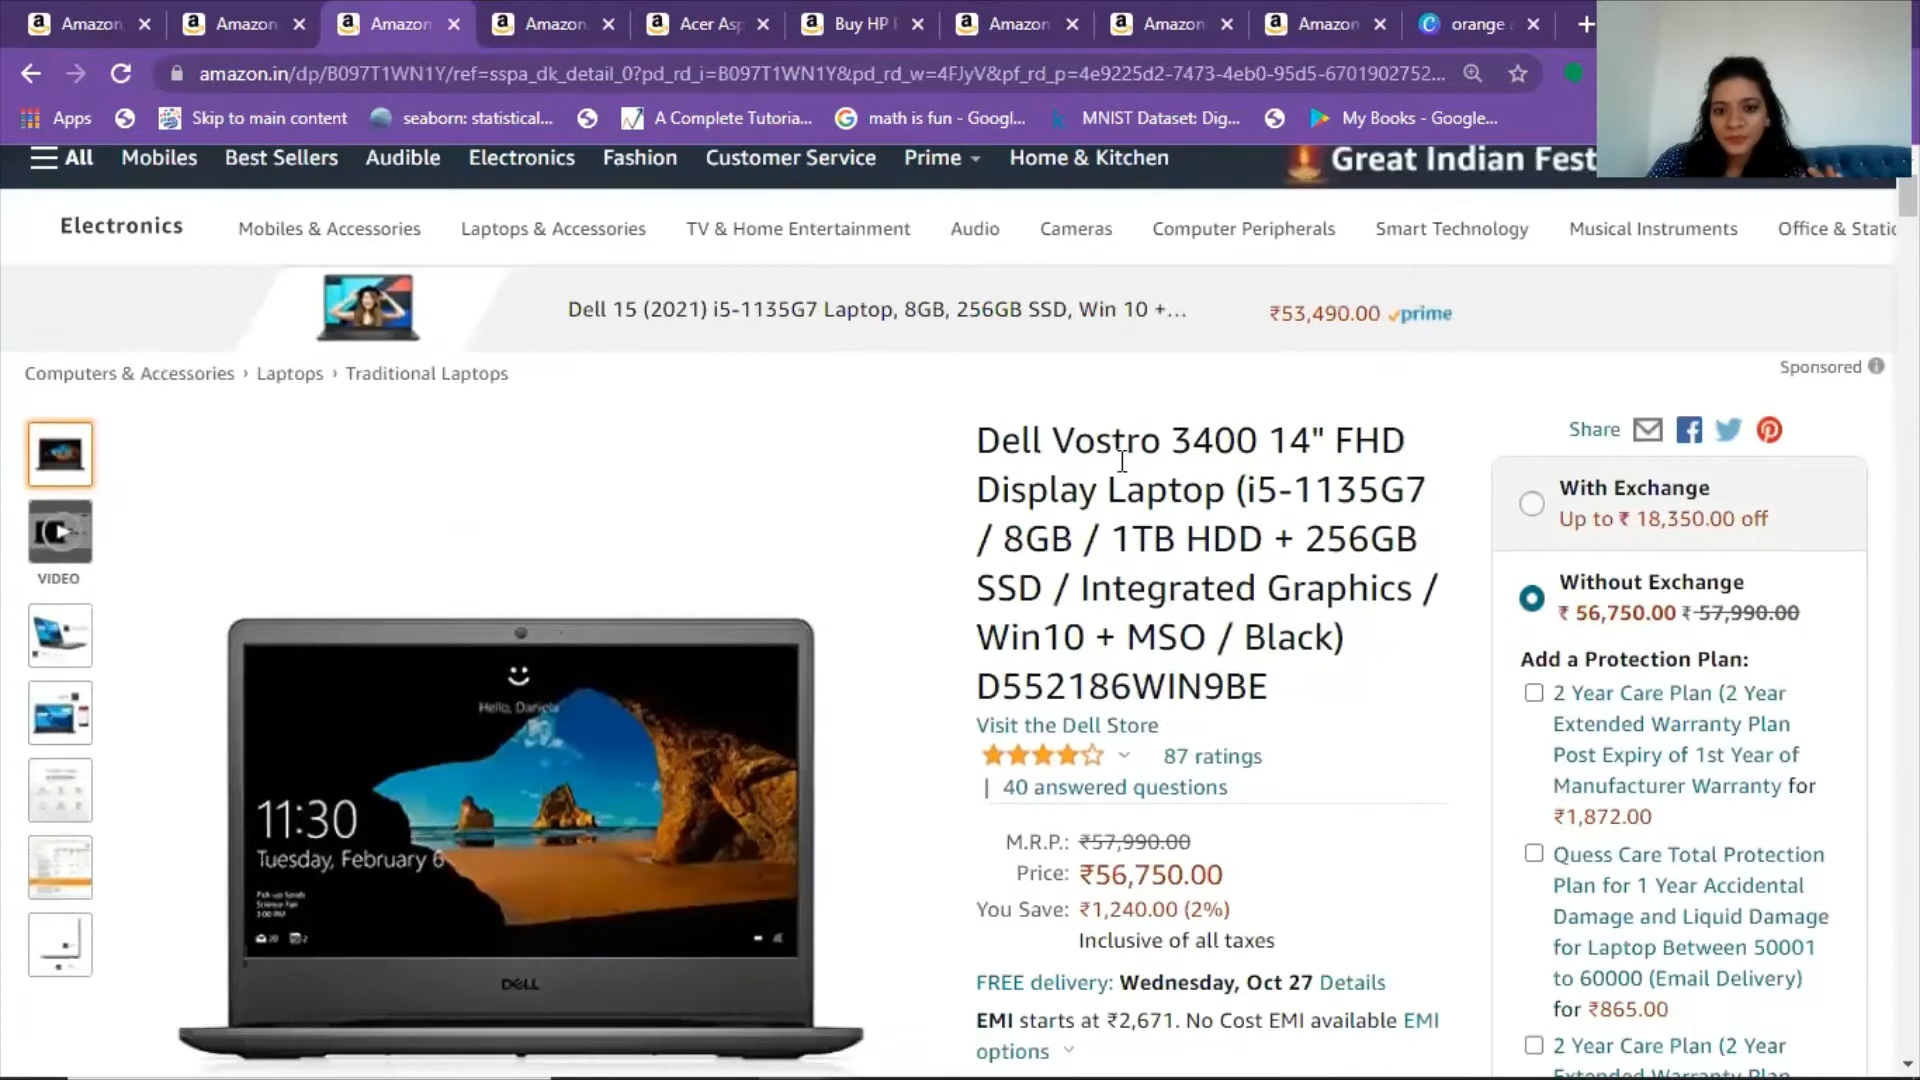 Amazon
Amazon
Amazon
Amazon
Acer Asp
Buy HP
Amazon
Amazon
Amazon
orange
amazon.in/dp/B097T1WN1Y/ref=sspa_dk_detail_0?pd_rd_i=B097T1WN1Y&pd_rd_w=4FJyV&pf_rd_p=4e9225d2-7473-4eb0-95d5-6701902752...
Apps
Skip to main content
seaborn: statistical...
A Complete Tutoria...
math is fun - Googl...
MNIST Dataset: Dig...
My Books - Google...
All
Mobiles
Best Sellers
Audible
Electronics
Fashion
Customer Service
Prime
Home & Kitchen
Great Indian Fest
Electronics
Mobiles & Accessories
Laptops & Accessories
TV & Home Entertainment
Audio
Cameras
Computer Peripherals
Smart Technology
Musical Instruments
Office & Static
Dell 15 (2021) i5-1135G7 Laptop, 8GB, 256GB SSD, Win 10 +...
₹53,490.00 prime
Computers & Accessories › Laptops › Traditional Laptops
Sponsored
VIDEO
Hello, Daniela
11:30
Tuesday, February 6
DELL
Dell Vostro 3400 14" FHD
Display Laptop (i5-1135G7
/ 8GB / 1TB HDD + 256GB
SSD / Integrated Graphics /
Win10 + MSO / Black)
D552186WIN9BE
Visit the Dell Store
87 ratings
| 40 answered questions
M.R.P.: ₹57,990.00
Price: ₹56,750.00
You Save: ₹1,240.00 (2%)
Inclusive of all taxes
FREE delivery: Wednesday, Oct 27 Details
EMI starts at ₹2,671. No Cost EMI available EMI
options
Share
With Exchange
Up to ₹ 18,350.00 off
Without Exchange
₹ 56,750.00 ₹ 57,990.00
Add a Protection Plan:
2 Year Care Plan (2 Year
Extended Warranty Plan
Post Expiry of 1st Year of
Manufacturer Warranty for
₹1,872.00
Quess Care Total Protection
Plan for 1 Year Accidental
Damage and Liquid Damage
for Laptop Between 50001
to 60000 (Email Delivery)
for ₹865.00
2 Year Care Plan (2 Year
Extended Warranty Plan